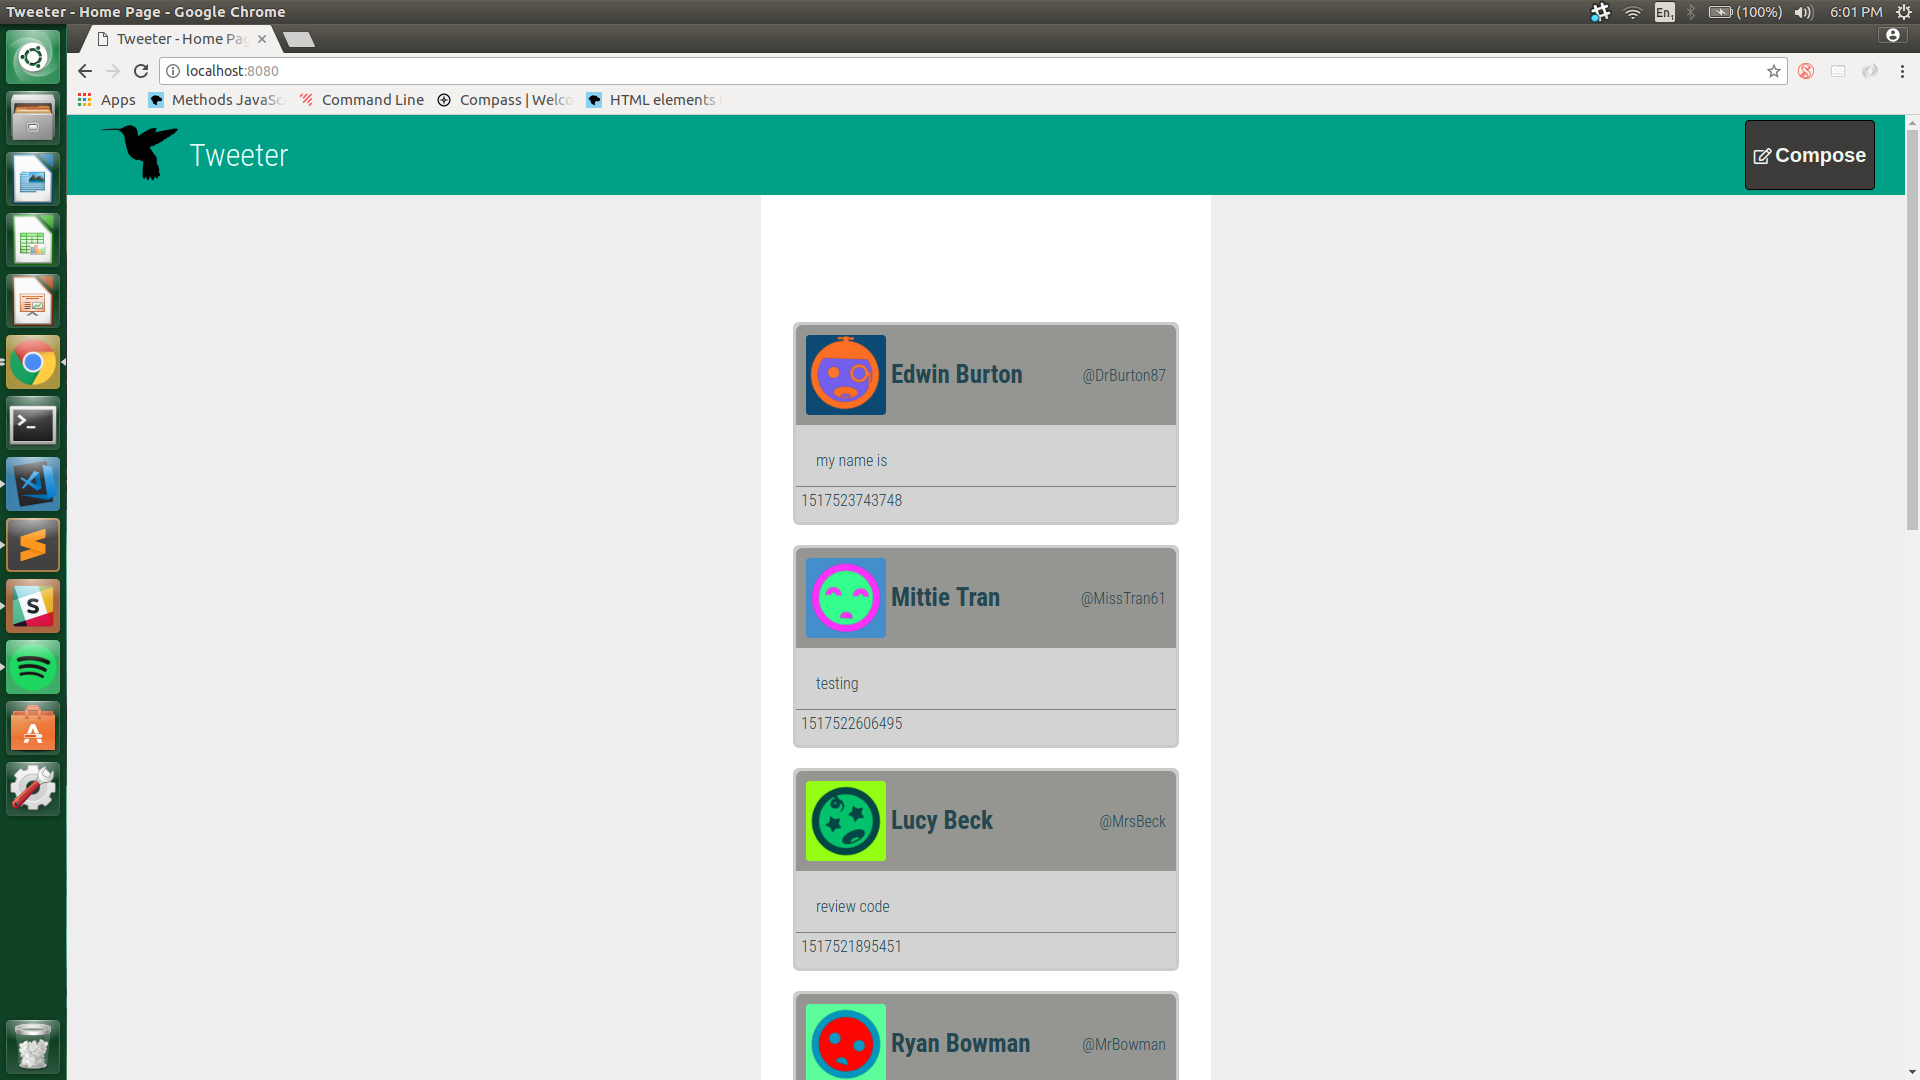 Tweeter - Home Page - Google Chrome
En1 (100%) 6:01 PM
Tweeter - Home Pag
localhost:8080
Apps Methods JavaSc Command Line Compass | Welco HTML elements
Tweeter
Compose
Edwin Burton @DrBurton87
my name is
1517523743748
Mittie Tran @MissTran61
testing
1517522606495
Lucy Beck @MrsBeck
review code
1517521895451
Ryan Bowman @MrBowman